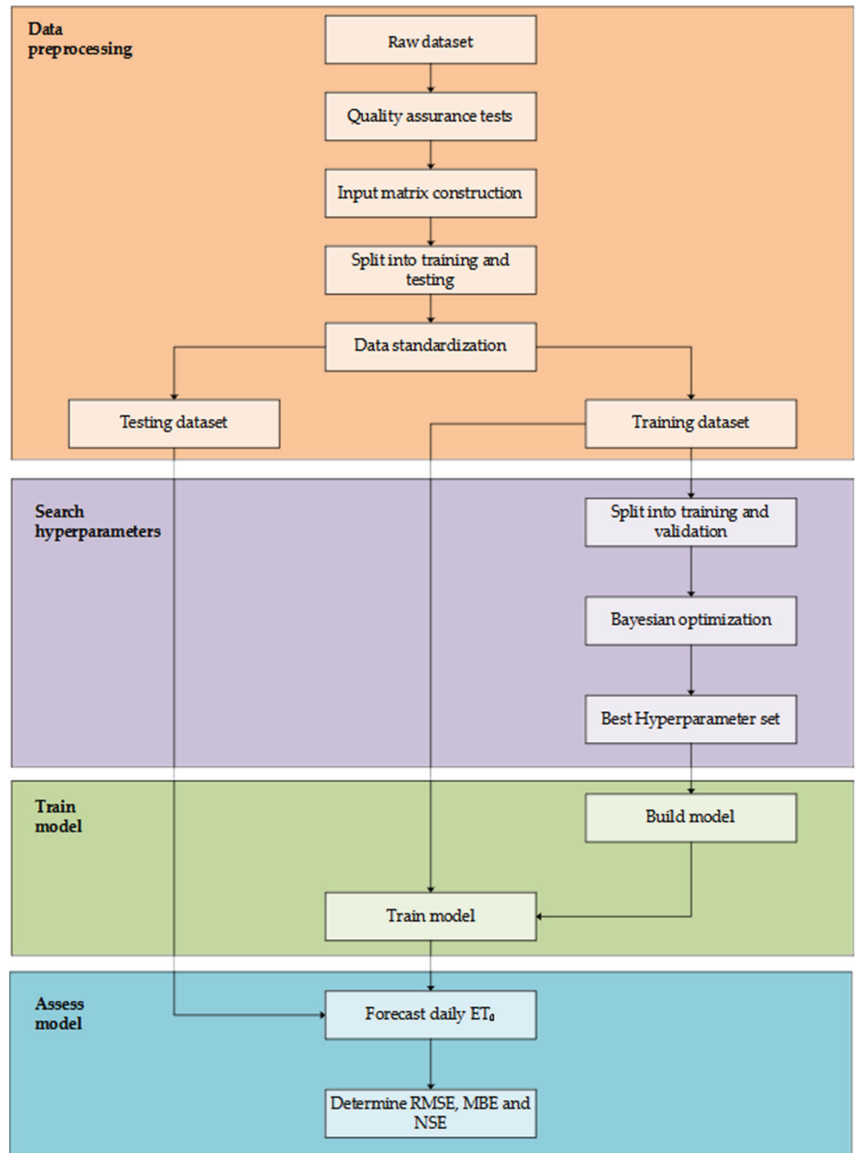 Data
preprocessing
Raw dataset
Quality assurance tests
Input matrix construction
Split into training and
testing
Data standardization
Testing dataset
Training dataset
Search
hyperparameters
Split into training and
validation
Bayesian optimization
Best Hyperparameter set
Train
model
Build model
Train model
Assess
model
Forecast daily ET₀
Determine RMSE, MBE and
NSE